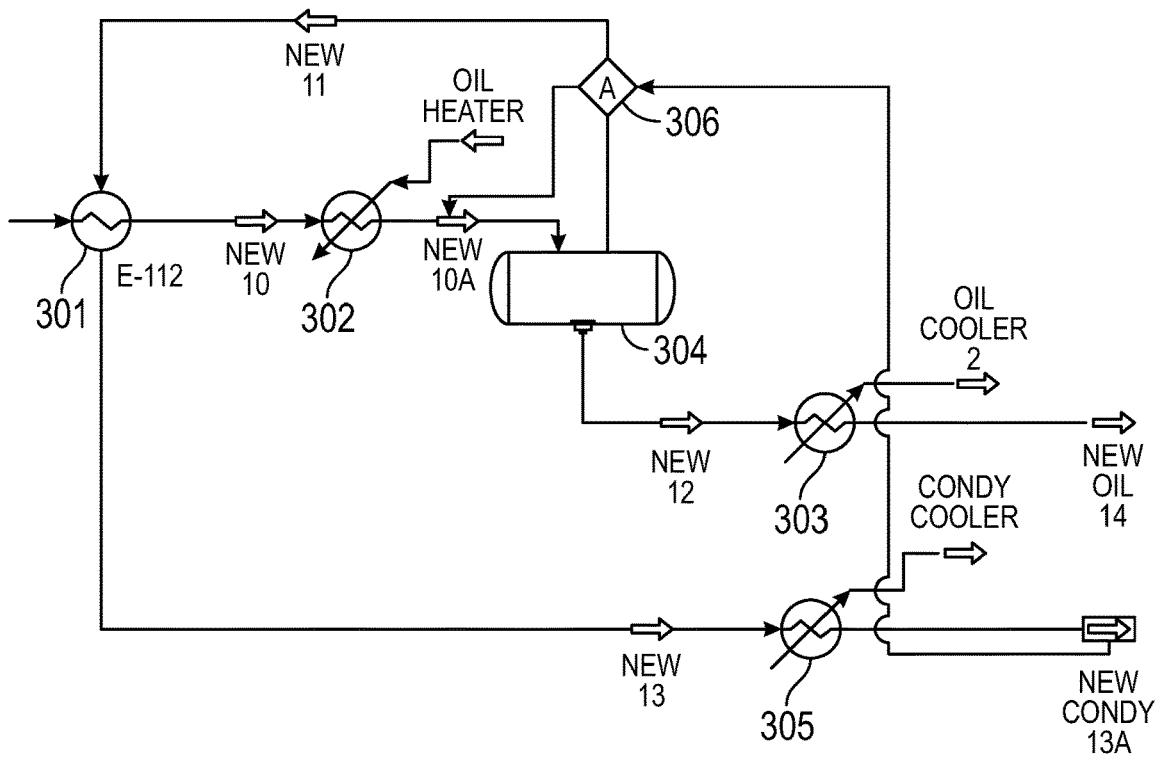 NEW
11
OIL
HEATER
A
306
301
E-112
NEW
10
302
NEW
10A
304
OIL
COOLER
2
NEW
12
303
NEW
OIL
14
CONDY
COOLER
NEW
13
305
NEW
CONDY
13A